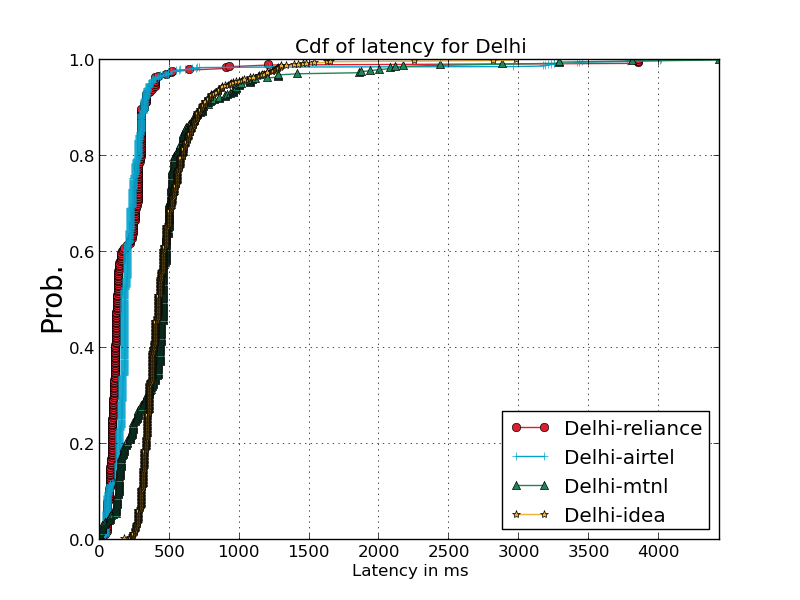 Cdf of latency for Delhi
Prob.
1.0
0.8
0.6
0.4
0.2
0.0
Delhi-reliance
Delhi-airtel
Delhi-mtnl
Delhi-idea
0 500 1000 1500 2000 2500 3000 3500 4000
Latency in ms